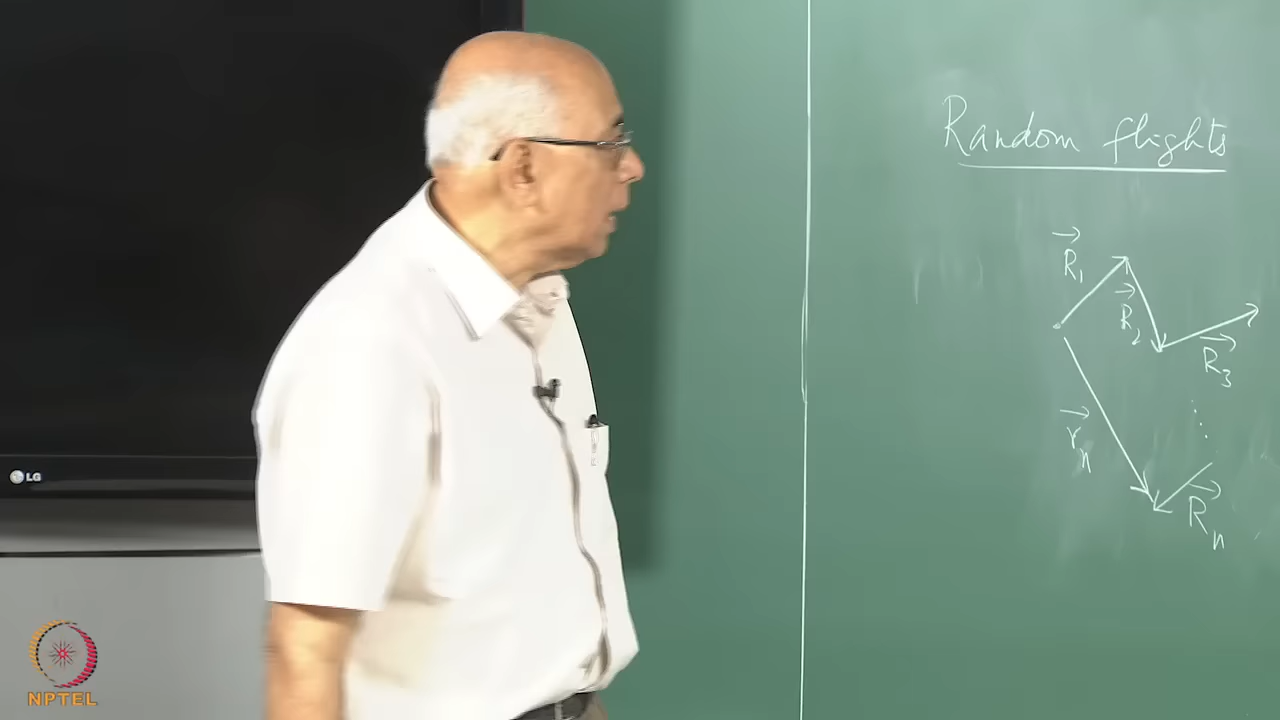 Random flights
R₁
R₂
R₃
rₙ
Rₙ
LG
NPTEL